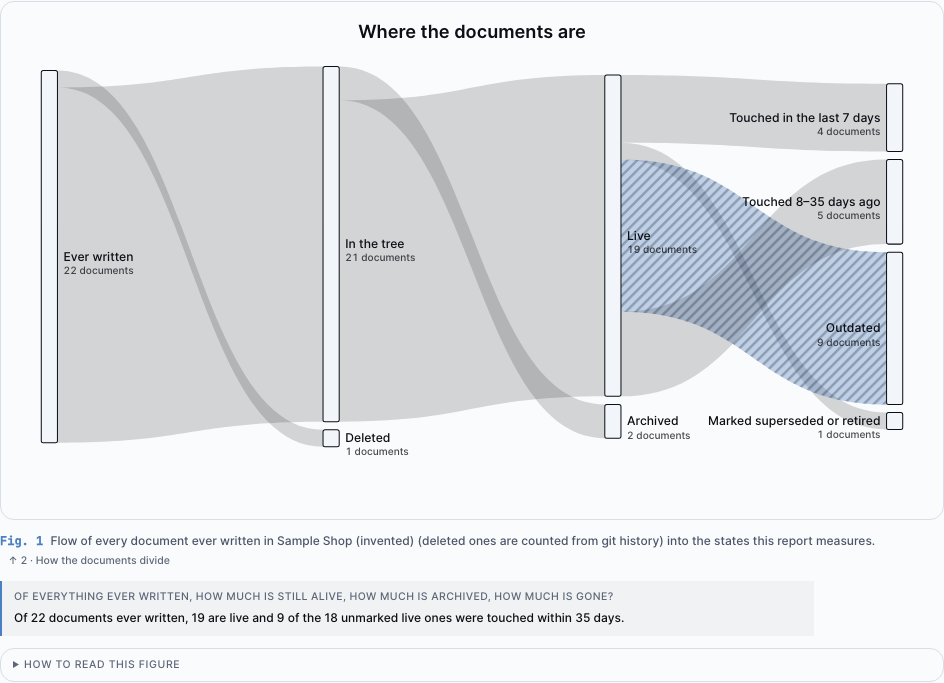 Where the documents are
Touched in the last 7 days
4 documents
Touched 8–35 days ago
5 documents
Live
19 documents
In the tree
21 documents
Ever written
22 documents
Outdated
9 documents
Archived
2 documents
Marked superseded or retired
1 documents
Deleted
1 documents
Fig. 1 Flow of every document ever written in Sample Shop (invented) (deleted ones are counted from git history) into the states this report measures.
↑ 2 · How the documents divide
OF EVERYTHING EVER WRITTEN, HOW MUCH IS STILL ALIVE, HOW MUCH IS ARCHIVED, HOW MUCH IS GONE?
Of 22 documents ever written, 19 are live and 9 of the 18 unmarked live ones were touched within 35 days.
▶ HOW TO READ THIS FIGURE